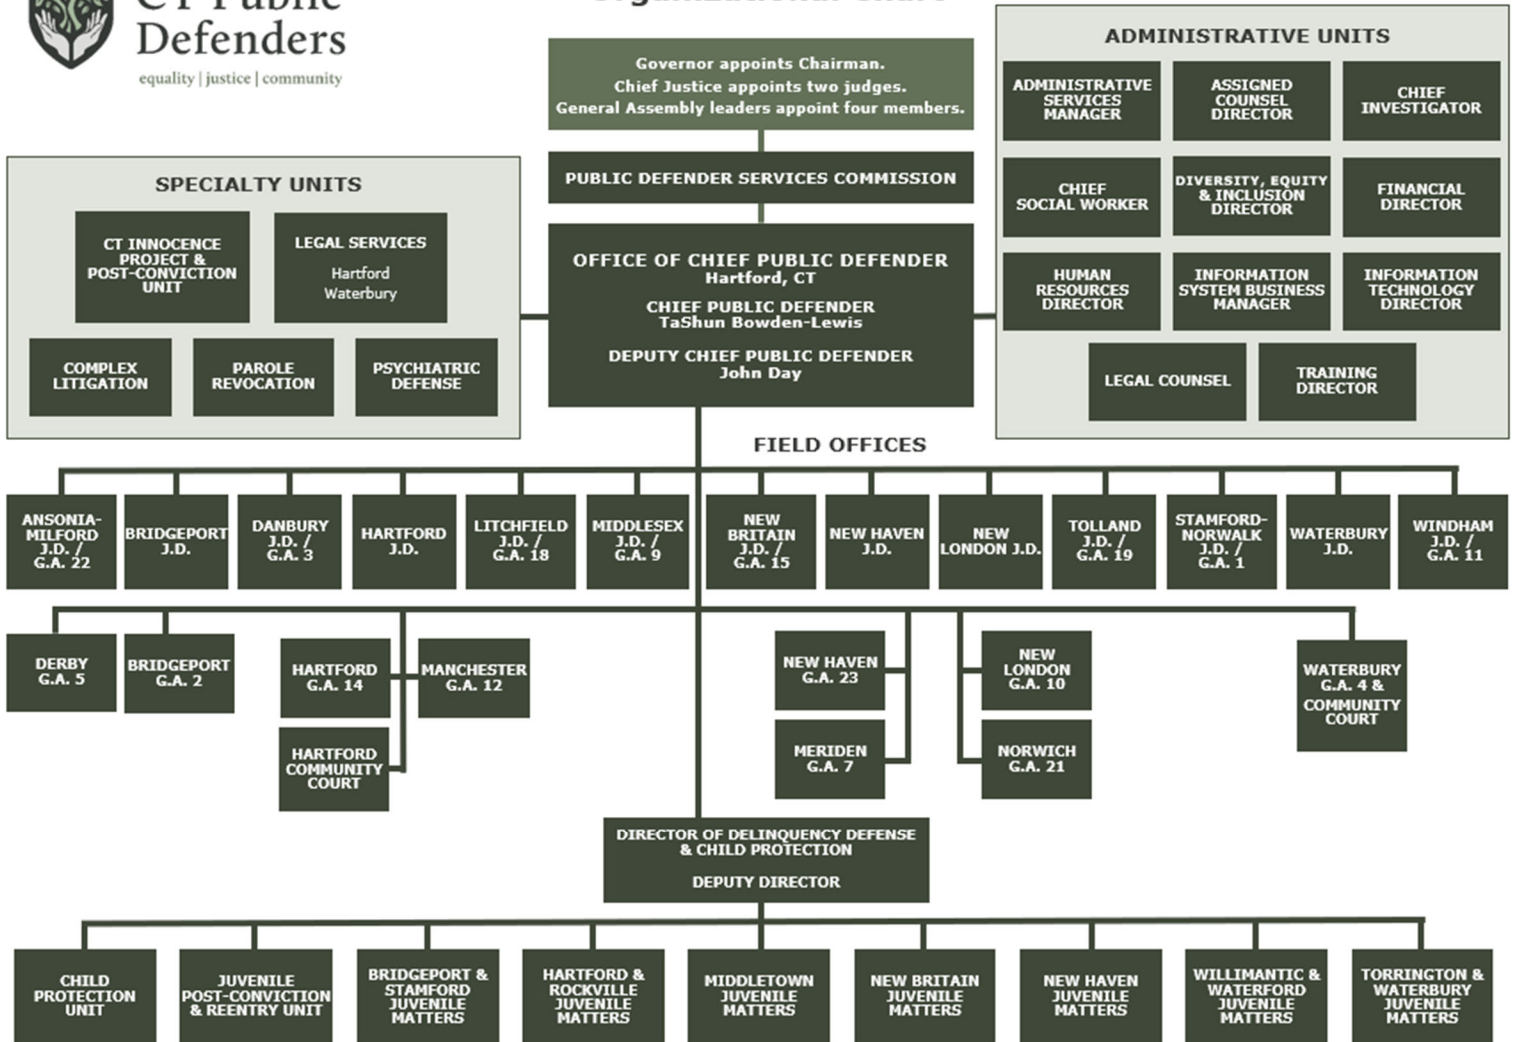 CT Public
Defenders
equality | justice | community
Organizational Chart
Governor appoints Chairman.
Chief Justice appoints two judges.
General Assembly leaders appoint four members.
PUBLIC DEFENDER SERVICES COMMISSION
OFFICE OF CHIEF PUBLIC DEFENDER
Hartford, CT
CHIEF PUBLIC DEFENDER
TaShun Bowden-Lewis
DEPUTY CHIEF PUBLIC DEFENDER
John Day
SPECIALTY UNITS
CT INNOCENCE
PROJECT &
POST-CONVICTION
UNIT
LEGAL SERVICES
Hartford
Waterbury
COMPLEX
LITIGATION
PAROLE
REVOCATION
PSYCHIATRIC
DEFENSE
ADMINISTRATIVE UNITS
ADMINISTRATIVE
SERVICES
MANAGER
ASSIGNED
COUNSEL
DIRECTOR
CHIEF
INVESTIGATOR
CHIEF
SOCIAL WORKER
DIVERSITY, EQUITY
& INCLUSION
DIRECTOR
FINANCIAL
DIRECTOR
HUMAN
RESOURCES
DIRECTOR
INFORMATION
SYSTEM BUSINESS
MANAGER
INFORMATION
TECHNOLOGY
DIRECTOR
LEGAL COUNSEL
TRAINING
DIRECTOR
FIELD OFFICES
ANSONIA-
MILFORD
J.D. /
G.A. 22
BRIDGEPORT
J.D.
DANBURY
J.D. /
G.A. 3
HARTFORD
J.D.
LITCHFIELD
J.D. /
G.A. 18
MIDDLESEX
J.D. /
G.A. 9
NEW
BRITAIN
J.D. /
G.A. 15
NEW HAVEN
J.D.
NEW
LONDON J.D.
TOLLAND
J.D. /
G.A. 19
STAMFORD-
NORWALK
J.D. /
G.A. 1
WATERBURY
J.D.
WINDHAM
J.D. /
G.A. 11
DERBY
G.A. 5
BRIDGEPORT
G.A. 2
HARTFORD
G.A. 14
MANCHESTER
G.A. 12
HARTFORD
COMMUNITY
COURT
NEW HAVEN
G.A. 23
MERIDEN
G.A. 7
NEW
LONDON
G.A. 10
NORWICH
G.A. 21
WATERBURY
G.A. 4 &
COMMUNITY
COURT
DIRECTOR OF DELINQUENCY DEFENSE
& CHILD PROTECTION
DEPUTY DIRECTOR
CHILD
PROTECTION
UNIT
JUVENILE
POST-CONVICTION
& REENTRY UNIT
BRIDGEPORT &
STAMFORD
JUVENILE
MATTERS
HARTFORD &
ROCKVILLE
JUVENILE
MATTERS
MIDDLETOWN
JUVENILE
MATTERS
NEW BRITAIN
JUVENILE
MATTERS
NEW HAVEN
JUVENILE
MATTERS
WILLIMANTIC &
WATERFORD
JUVENILE
MATTERS
TORRINGTON &
WATERBURY
JUVENILE
MATTERS